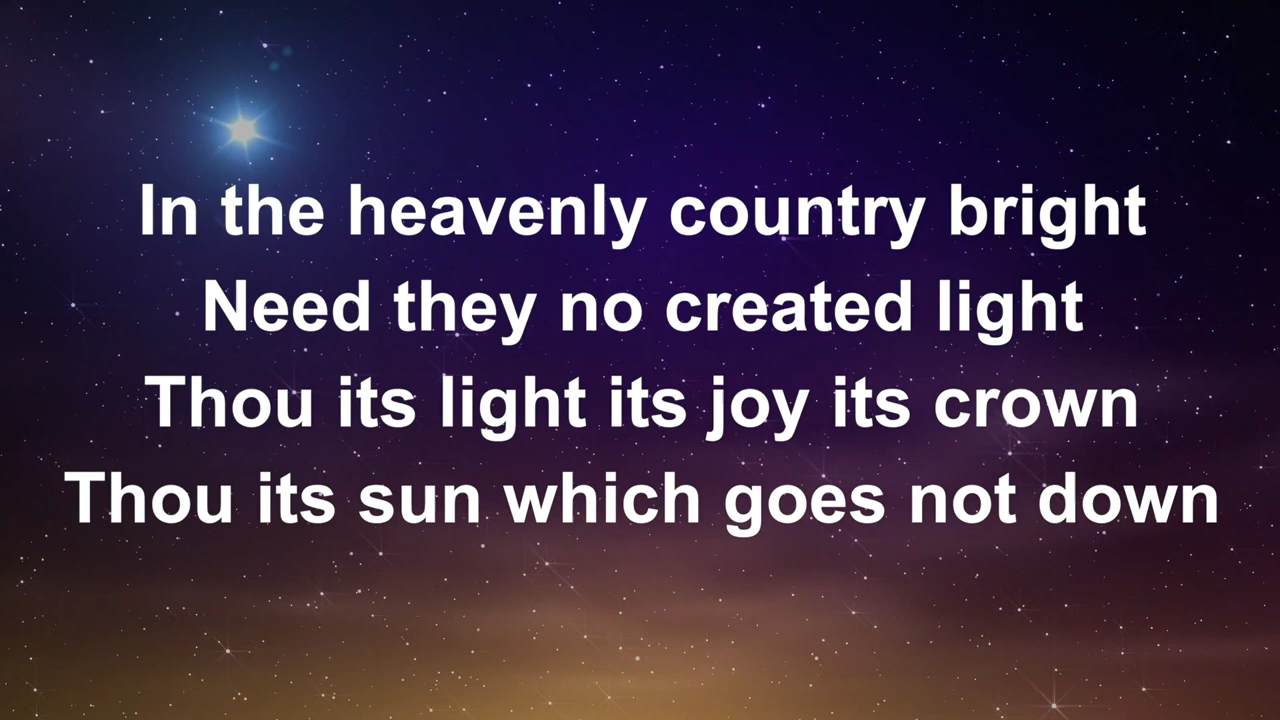 In the heavenly country bright
Need they no created light
Thou its light its joy its crown
Thou its sun which goes not down